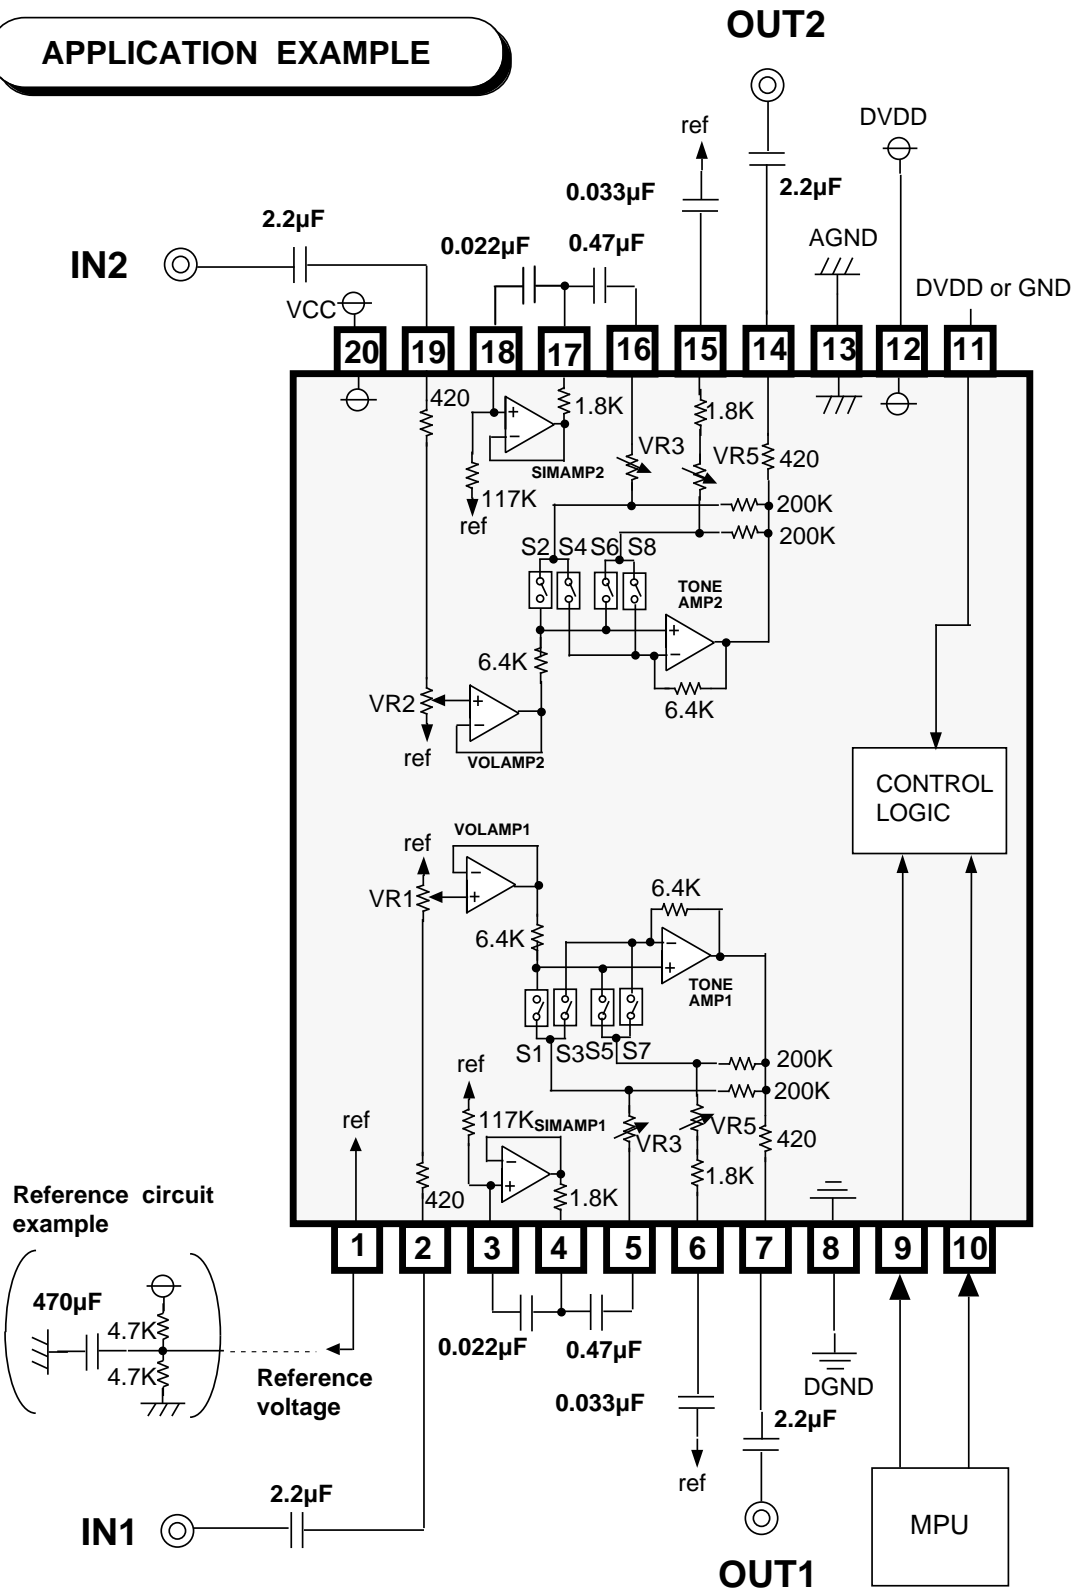 APPLICATION EXAMPLE
OUT2
DVDD
ref
0.033µF
2.2µF
2.2µF
AGND
0.022µF
0.47µF
IN2
DVDD or GND
VCC
20
19
18
17
16
15
14
13
12
11
420
1.8K
1.8K
VR3
VR5
420
SIMAMP2
117K
ref
200K
200K
S2
S4
S6
S8
TONE
AMP2
6.4K
6.4K
VR2
ref
VOLAMP2
CONTROL
LOGIC
VOLAMP1
ref
VR1
6.4K
6.4K
TONE
AMP1
S1
S3
S5
S7
200K
200K
ref
117K
SIMAMP1
VR3
VR5
420
ref
420
1.8K
1.8K
Reference circuit
example
1
2
3
4
5
6
7
8
9
10
470µF
4.7K
4.7K
0.022µF
0.47µF
Reference
voltage
0.033µF
DGND
2.2µF
ref
2.2µF
IN1
MPU
OUT1